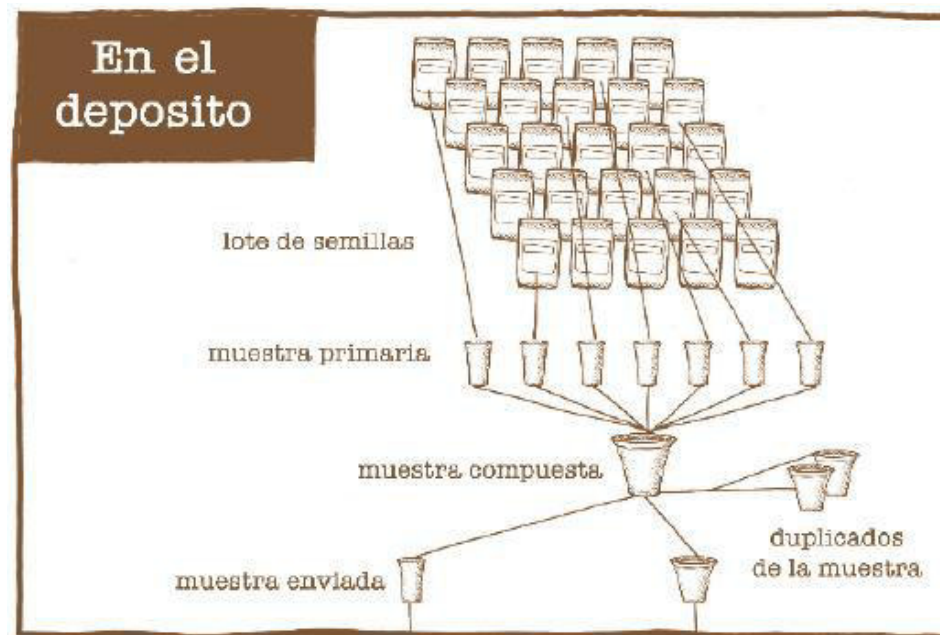 En el
deposito
lote de semillas
muestra primaria
muestra compuesta
duplicados
de la muestra
muestra enviada